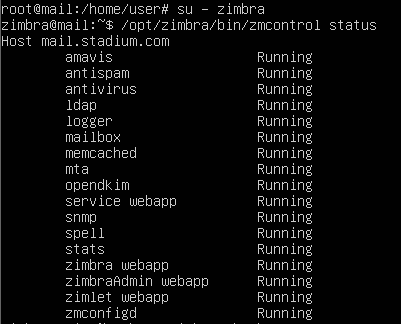 root@mail:/home/user# su - zimbra
zimbra@mail:~$ /opt/zimbra/bin/zmcontrol status
Host mail.stadium.com
amavis Running
antispam Running
antivirus Running
ldap Running
logger Running
mailbox Running
memcached Running
mta Running
opendkim Running
service webapp Running
snmp Running
spell Running
stats Running
zimbra webapp Running
zimbraAdmin webapp Running
zimlet webapp Running
zmconfigd Running